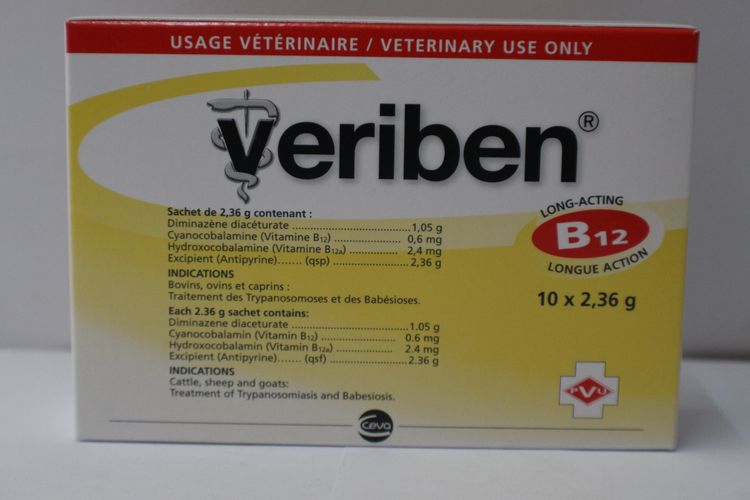 USAGE VÉTÉRINAIRE / VETERINARY USE ONLY
Veriben®
Sachet de 2,36 g contenant :
Diminazène diacéturate ........................................1,05 g
Cyanocobalamine (Vitamine B12) ...................... 0,6 mg
Hydroxocobalamine (Vitamine B12a) ................ 2,4 mg
Excipient (Antipyrine)....... (qsp) ........................2,36 g
INDICATIONS
Bovins, ovins et caprins :
Traitement des Trypanosomoses et des Babésioses.
Each 2.36 g sachet contains:
Diminazene diaceturate .......................................1.05 g
Cyanocobalamin (Vitamin B12) ......................... 0.6 mg
Hydroxocobalamin (Vitamin B12a) ................... 2.4 mg
Excipient (Antipyrine)....... (qsf) .........................2.36 g
INDICATIONS
Cattle, sheep and goats:
Treatment of Trypanosomiasis and Babesiosis.
LONG-ACTING
B12
LONGUE ACTION
10 x 2,36 g
PVU
Ceva